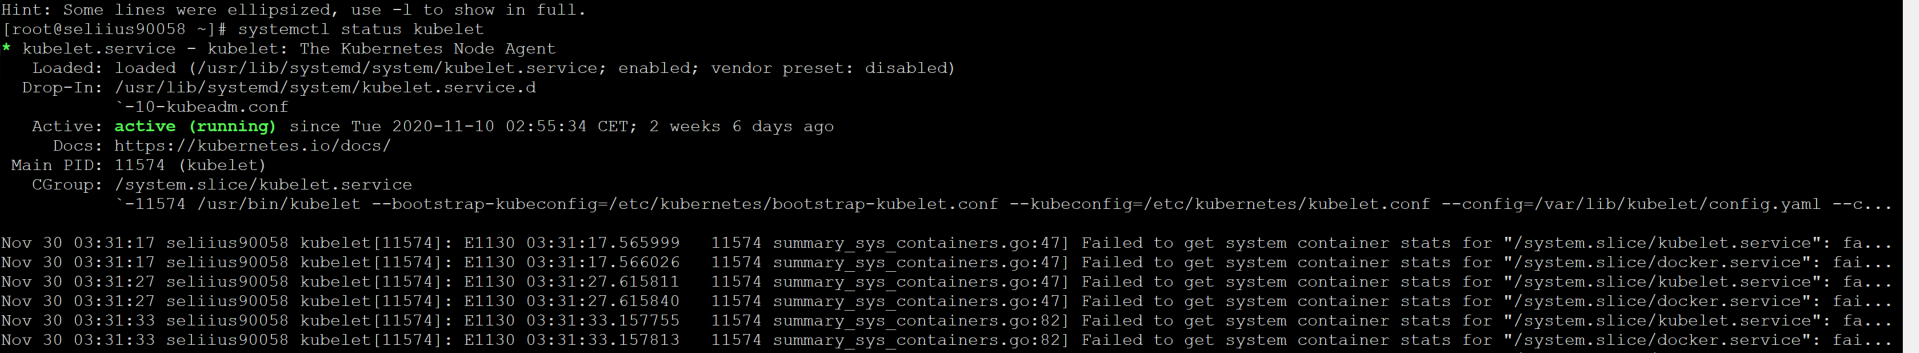 Hint: Some lines were ellipsized, use -l to show in full.
[root@seliius90058 ~]# systemctl status kubelet
* kubelet.service - kubelet: The Kubernetes Node Agent
   Loaded: loaded (/usr/lib/systemd/system/kubelet.service; enabled; vendor preset: disabled)
  Drop-In: /usr/lib/systemd/system/kubelet.service.d
           `-10-kubeadm.conf
   Active: active (running) since Tue 2020-11-10 02:55:34 CET; 2 weeks 6 days ago
     Docs: https://kubernetes.io/docs/
 Main PID: 11574 (kubelet)
   CGroup: /system.slice/kubelet.service
           `-11574 /usr/bin/kubelet --bootstrap-kubeconfig=/etc/kubernetes/bootstrap-kubelet.conf --kubeconfig=/etc/kubernetes/kubelet.conf --config=/var/lib/kubelet/config.yaml --c...
Nov 30 03:31:17 seliius90058 kubelet[11574]: E1130 03:31:17.565999   11574 summary_sys_containers.go:47] Failed to get system container stats for "/system.slice/kubelet.service": fa...
Nov 30 03:31:17 seliius90058 kubelet[11574]: E1130 03:31:17.566026   11574 summary_sys_containers.go:47] Failed to get system container stats for "/system.slice/docker.service": fai...
Nov 30 03:31:27 seliius90058 kubelet[11574]: E1130 03:31:27.615811   11574 summary_sys_containers.go:47] Failed to get system container stats for "/system.slice/kubelet.service": fa...
Nov 30 03:31:27 seliius90058 kubelet[11574]: E1130 03:31:27.615840   11574 summary_sys_containers.go:47] Failed to get system container stats for "/system.slice/docker.service": fai...
Nov 30 03:31:33 seliius90058 kubelet[11574]: E1130 03:31:33.157755   11574 summary_sys_containers.go:82] Failed to get system container stats for "/system.slice/kubelet.service": fa...
Nov 30 03:31:33 seliius90058 kubelet[11574]: E1130 03:31:33.157813   11574 summary_sys_containers.go:82] Failed to get system container stats for "/system.slice/docker.service": fai...